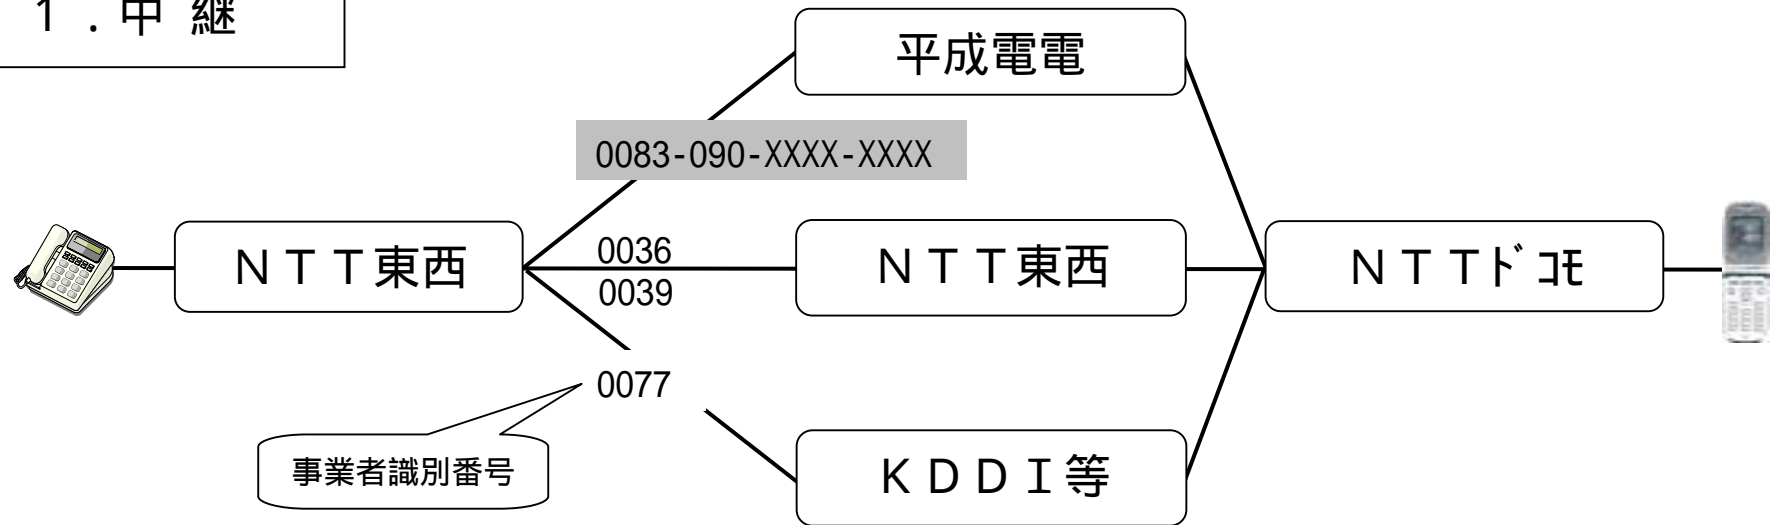 １．中 継
平成電電
0083-090-XXXX-XXXX
ＮＴＴ東西
0036
0039
ＮＴＴ東西
ＮＴＴﾄﾞｺﾓ
0077
事業者識別番号
ＫＤＤＩ等